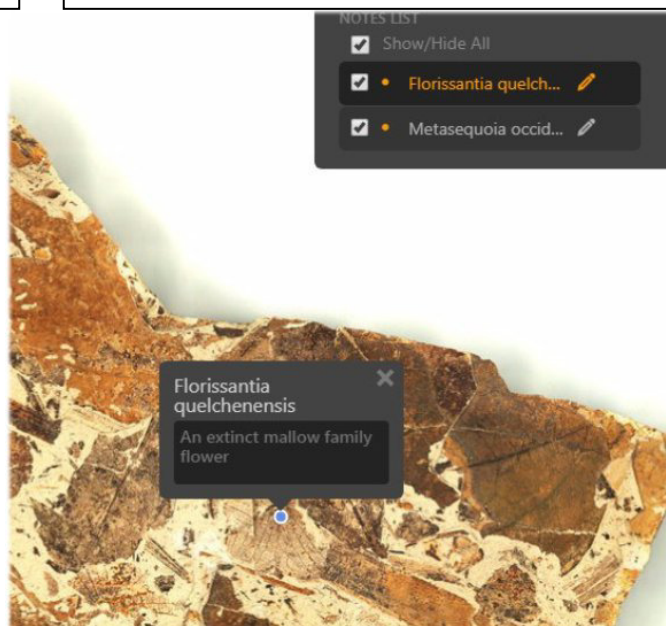 NOTES LIST
Show/Hide All
Florissantia quelch...
Metasequoia occid...
Florissantia
quelchenensis
An extinct mallow family
flower